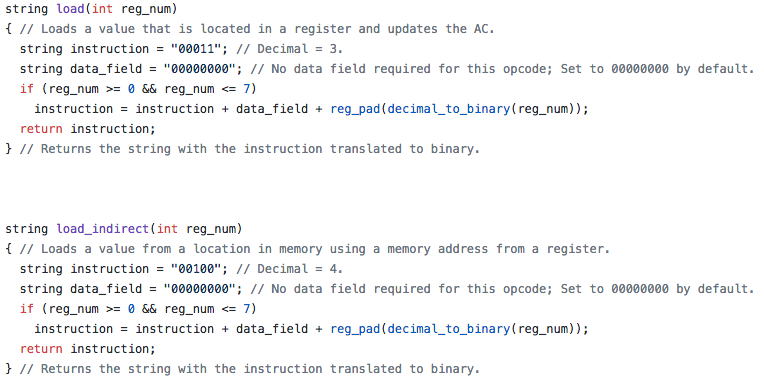 string load(int reg_num)
{ // Loads a value that is located in a register and updates the AC.
  string instruction = "00011"; // Decimal = 3.
  string data_field = "00000000"; // No data field required for this opcode; Set to 00000000 by default.
  if (reg_num >= 0 && reg_num <= 7)
    instruction = instruction + data_field + reg_pad(decimal_to_binary(reg_num));
  return instruction;
} // Returns the string with the instruction translated to binary.
string load_indirect(int reg_num)
{ // Loads a value from a location in memory using a memory address from a register.
  string instruction = "00100"; // Decimal = 4.
  string data_field = "00000000"; // No data field required for this opcode; Set to 00000000 by default.
  if (reg_num >= 0 && reg_num <= 7)
    instruction = instruction + data_field + reg_pad(decimal_to_binary(reg_num));
  return instruction;
} // Returns the string with the instruction translated to binary.